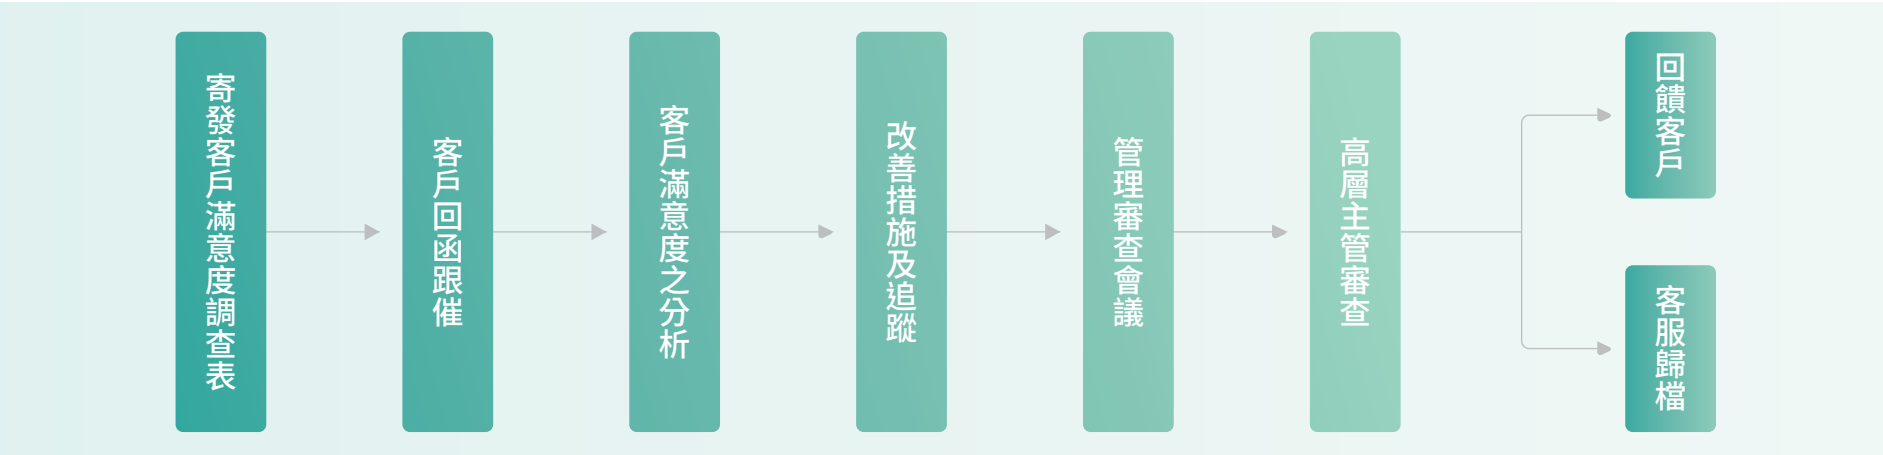 寄發客戶滿意度調查表
客戶回函跟催
客戶滿意度之分析
改善措施及追蹤
管理審查會議
高層主管審查
回饋客戶
客服歸檔